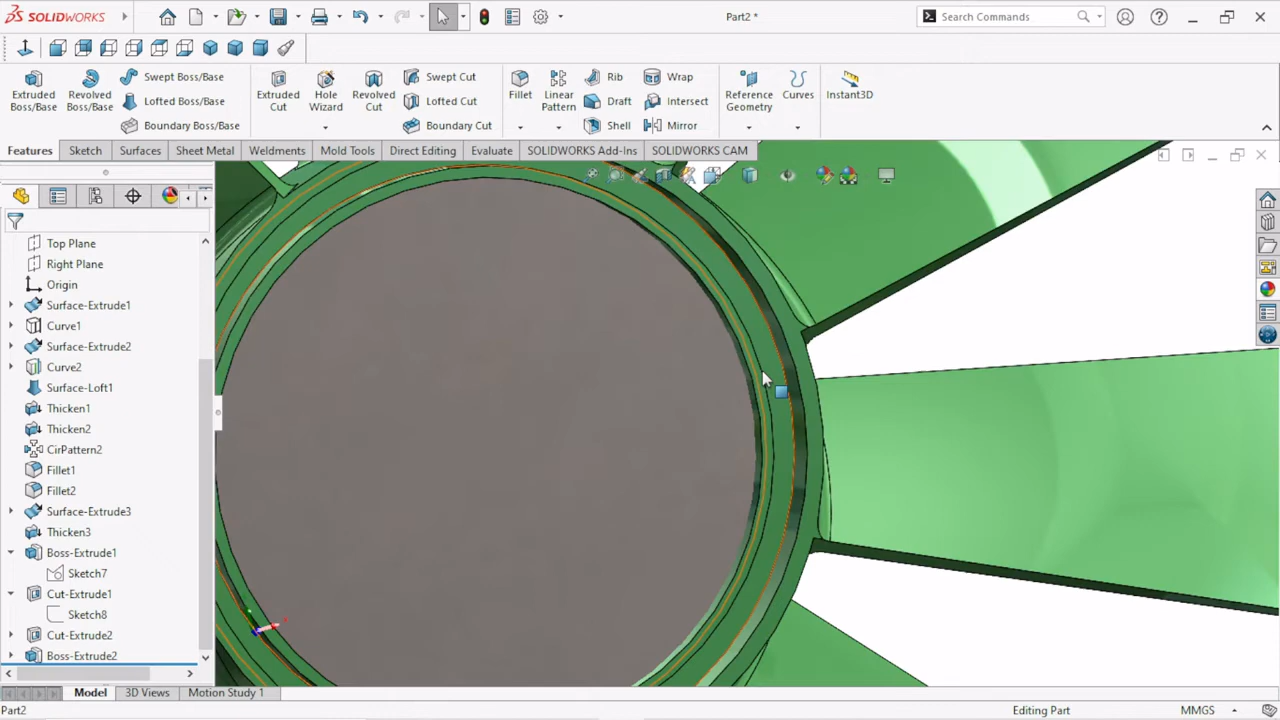 SOLIDWORKS
Part2 *
Search Commands
Extruded Boss/Base
Revolved Boss/Base
Swept Boss/Base
Lofted Boss/Base
Boundary Boss/Base
Extruded Cut
Hole Wizard
Revolved Cut
Swept Cut
Lofted Cut
Boundary Cut
Fillet
Linear Pattern
Rib
Draft
Shell
Wrap
Intersect
Mirror
Reference Geometry
Curves
Instant3D
Features
Sketch
Surfaces
Sheet Metal
Weldments
Mold Tools
Direct Editing
Evaluate
SOLIDWORKS Add-Ins
SOLIDWORKS CAM
Top Plane
Right Plane
Origin
Surface-Extrude1
Curve1
Surface-Extrude2
Curve2
Surface-Loft1
Thicken1
Thicken2
CirPattern2
Fillet1
Fillet2
Surface-Extrude3
Thicken3
Boss-Extrude1
Sketch7
Cut-Extrude1
Sketch8
Cut-Extrude2
Boss-Extrude2
Model
3D Views
Motion Study 1
Part2
Editing Part
MMGS